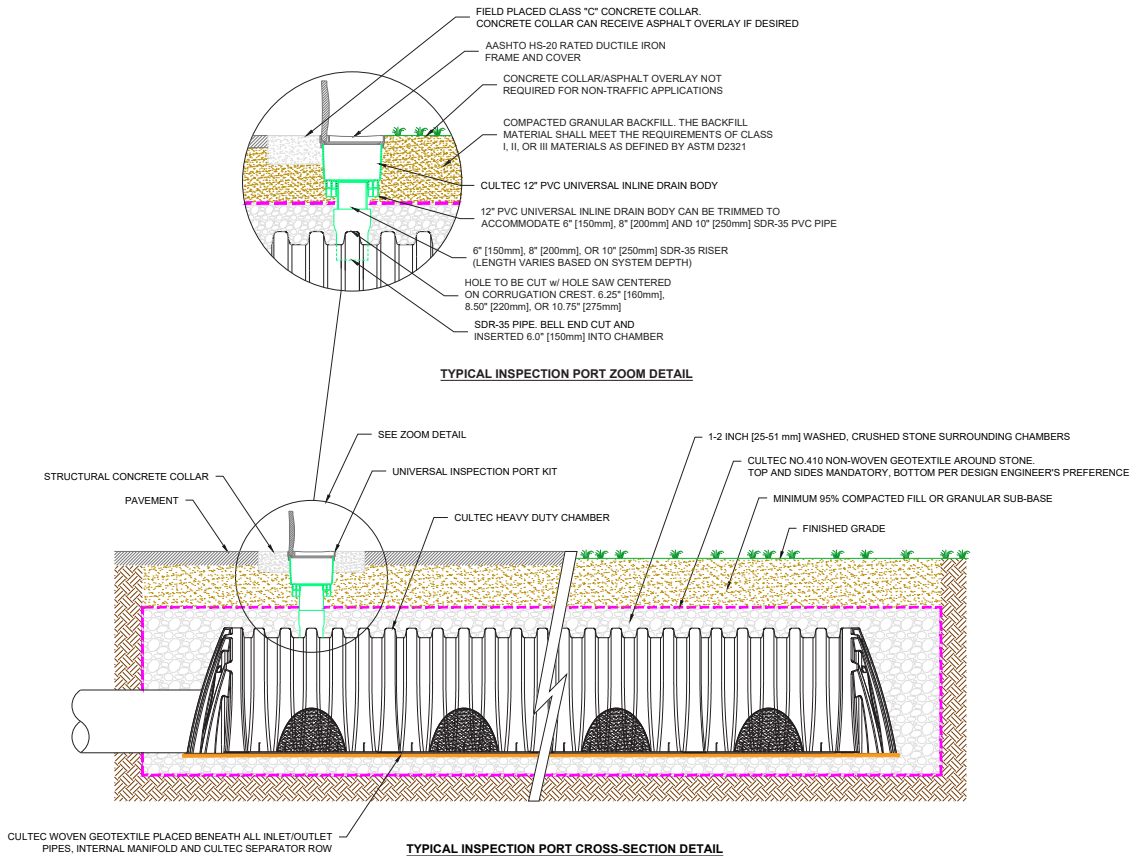 FIELD PLACED CLASS "C" CONCRETE COLLAR.
CONCRETE COLLAR CAN RECEIVE ASPHALT OVERLAY IF DESIRED
AASHTO HS-20 RATED DUCTILE IRON
FRAME AND COVER
CONCRETE COLLAR/ASPHALT OVERLAY NOT
REQUIRED FOR NON-TRAFFIC APPLICATIONS
COMPACTED GRANULAR BACKFILL. THE BACKFILL
MATERIAL SHALL MEET THE REQUIREMENTS OF CLASS
I, II, OR III MATERIALS AS DEFINED BY ASTM D2321
CULTEC 12" PVC UNIVERSAL INLINE DRAIN BODY
12" PVC UNIVERSAL INLINE DRAIN BODY CAN BE TRIMMED TO
ACCOMMODATE 6" [150mm], 8" [200mm] AND 10" [250mm] SDR-35 PVC PIPE
6" [150mm], 8" [200mm], OR 10" [250mm] SDR-35 RISER
(LENGTH VARIES BASED ON SYSTEM DEPTH)
HOLE TO BE CUT w/ HOLE SAW CENTERED
ON CORRUGATION CREST. 6.25" [160mm],
8.50" [220mm], OR 10.75" [275mm]
SDR-35 PIPE. BELL END CUT AND
INSERTED 6.0" [150mm] INTO CHAMBER
TYPICAL INSPECTION PORT ZOOM DETAIL
SEE ZOOM DETAIL
1-2 INCH [25-51 mm] WASHED, CRUSHED STONE SURROUNDING CHAMBERS
STRUCTURAL CONCRETE COLLAR
UNIVERSAL INSPECTION PORT KIT
CULTEC NO.410 NON-WOVEN GEOTEXTILE AROUND STONE.
TOP AND SIDES MANDATORY, BOTTOM PER DESIGN ENGINEER'S PREFERENCE
PAVEMENT
MINIMUM 95% COMPACTED FILL OR GRANULAR SUB-BASE
CULTEC HEAVY DUTY CHAMBER
FINISHED GRADE
CULTEC WOVEN GEOTEXTILE PLACED BENEATH ALL INLET/OUTLET
PIPES, INTERNAL MANIFOLD AND CULTEC SEPARATOR ROW
TYPICAL INSPECTION PORT CROSS-SECTION DETAIL